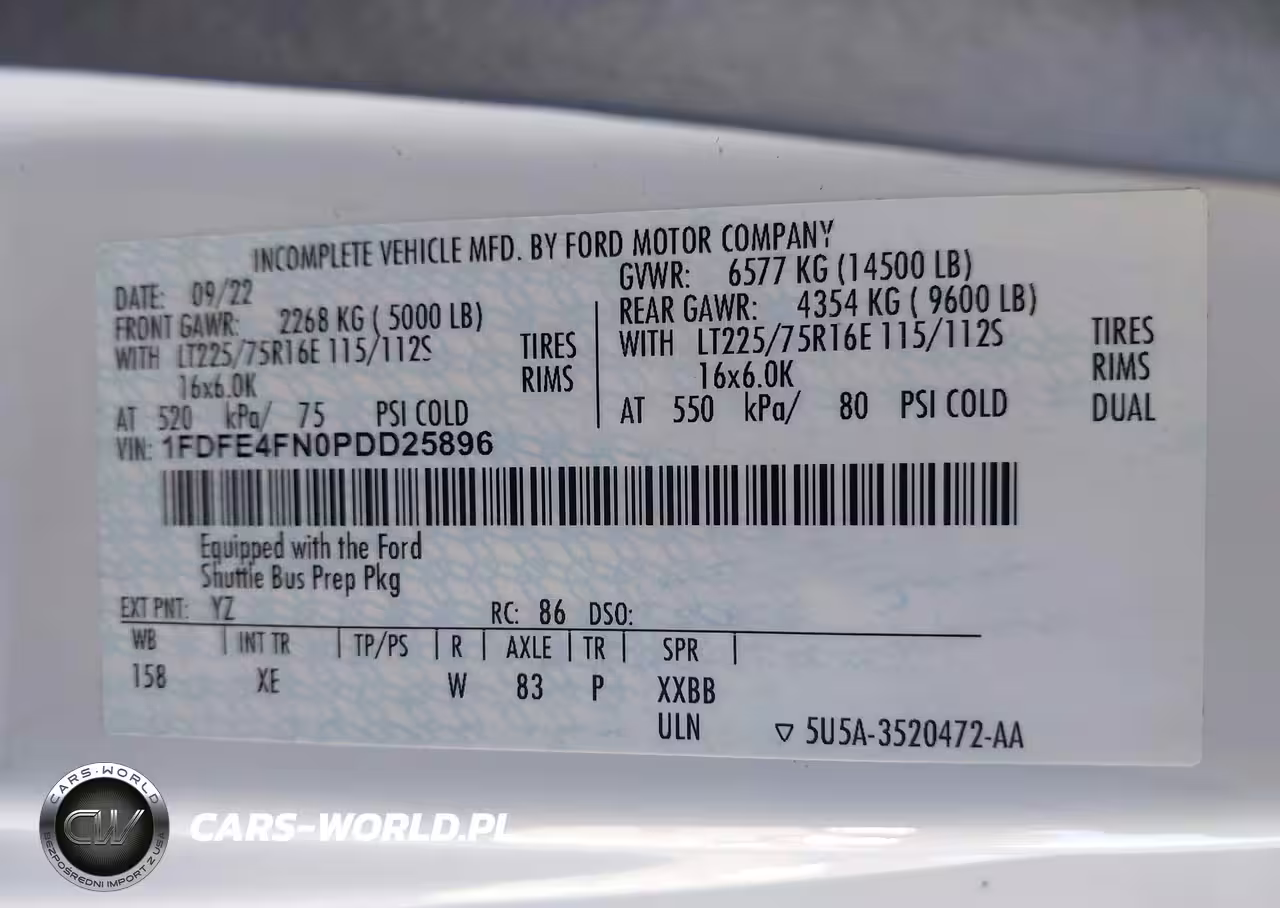 INCOMPLETE VEHICLE MFD. BY FORD MOTOR COMPANY
DATE: 09/22
GVWR: 6577 KG (14500 LB)
FRONT GAWR: 2268 KG ( 5000 LB)
REAR GAWR: 4354 KG ( 9600 LB)
WITH LT225/75R16E 115/112S TIRES
WITH LT225/75R16E 115/112S TIRES
16x6.0K RIMS
16x6.0K RIMS
AT 520 kPa/ 75 PSI COLD
AT 550 kPa/ 80 PSI COLD DUAL
VIN: 1FDFE4FN0PDD25896
Equipped with the Ford
Shuttle Bus Prep Pkg
EXT PNT: YZ RC: 86 DSO:
WB | INT TR | TP/PS | R | AXLE | TR | SPR |
158 XE W 83 P XXBB
ULN ▽ 5U5A-3520472-AA
CARS-WORLD
CW
BEZPOŚREDNI IMPORT Z USA
CARS-WORLD.PL